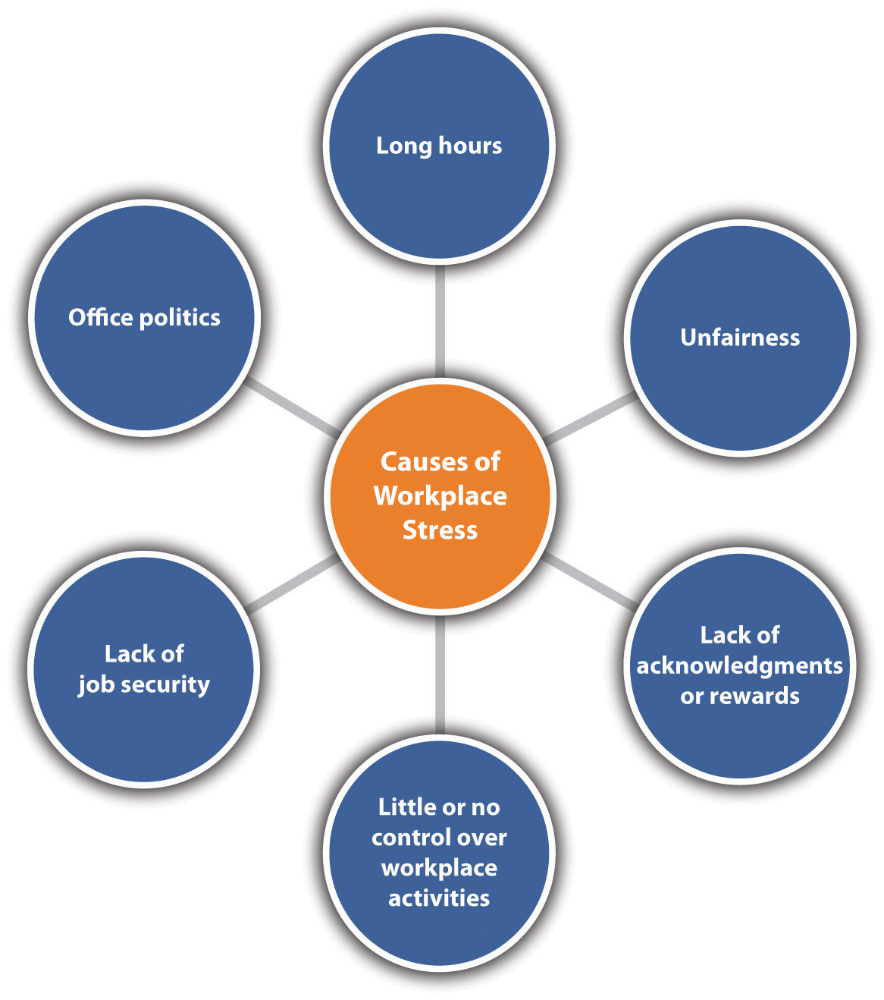 Long hours
Office politics
Unfairness
Causes of
Workplace
Stress
Lack of
job security
Lack of
acknowledgments
or rewards
Little or no
control over
workplace
activities